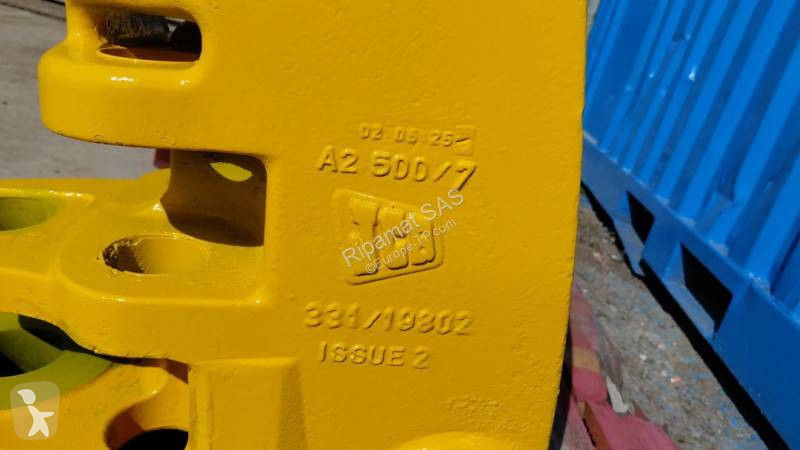 02 06 25
A2 500/7
JCB
Ripamat SAS
©Europe-TP.com
331/19802
ISSUE 2